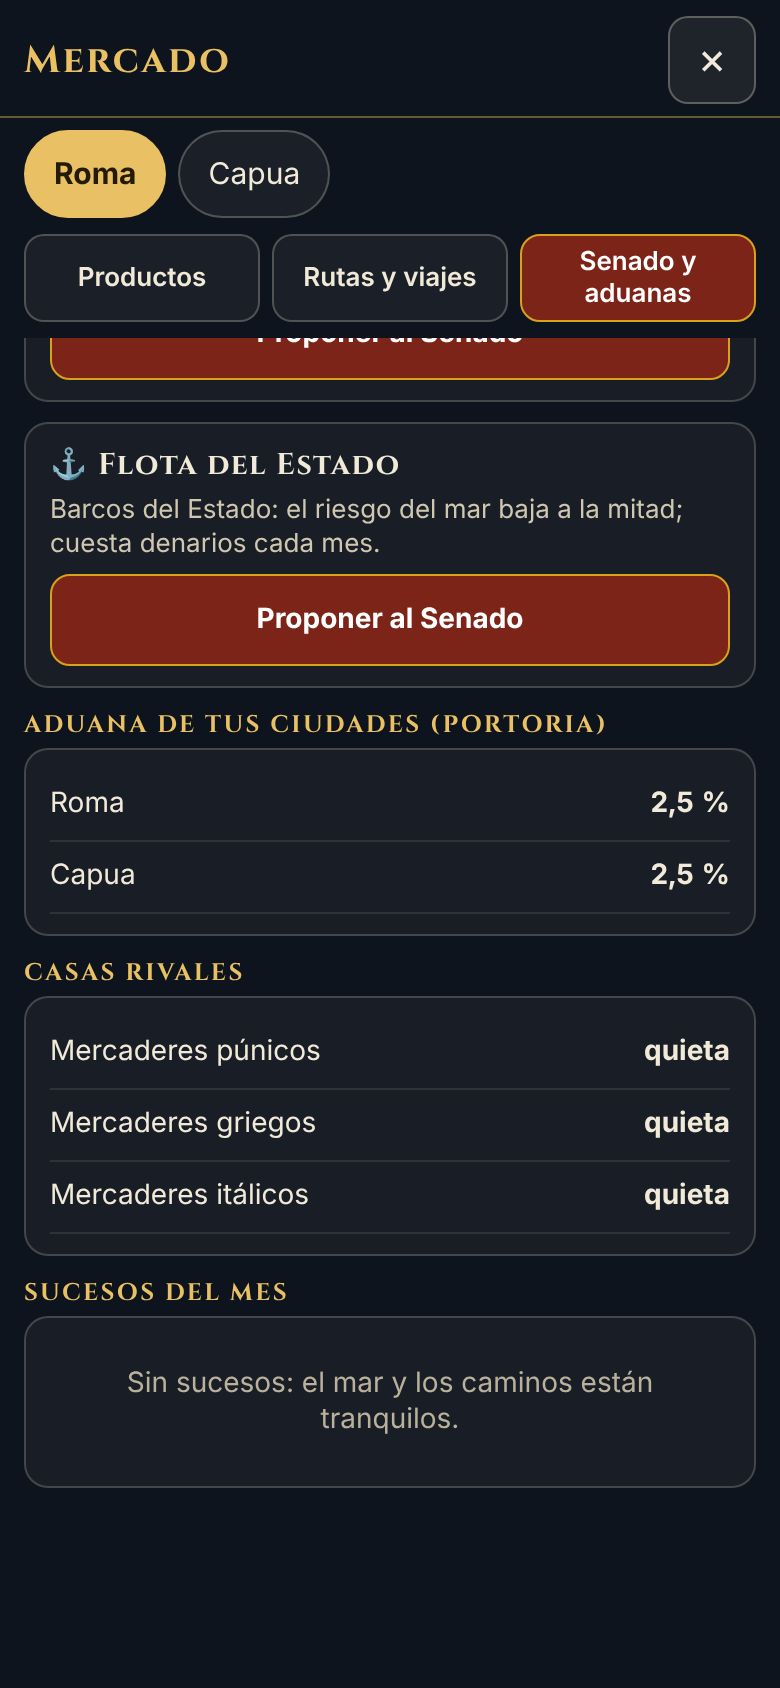 Mercado
×
Roma
Capua
Productos
Rutas y viajes
Senado y
aduanas
Proponer al Senado
⚓ Flota del Estado
Barcos del Estado: el riesgo del mar baja a la mitad;
cuesta denarios cada mes.
Proponer al Senado
ADUANA DE TUS CIUDADES (PORTORIA)
Roma 2,5 %
Capua 2,5 %
CASAS RIVALES
Mercaderes púnicos quieta
Mercaderes griegos quieta
Mercaderes itálicos quieta
SUCESOS DEL MES
Sin sucesos: el mar y los caminos están
tranquilos.